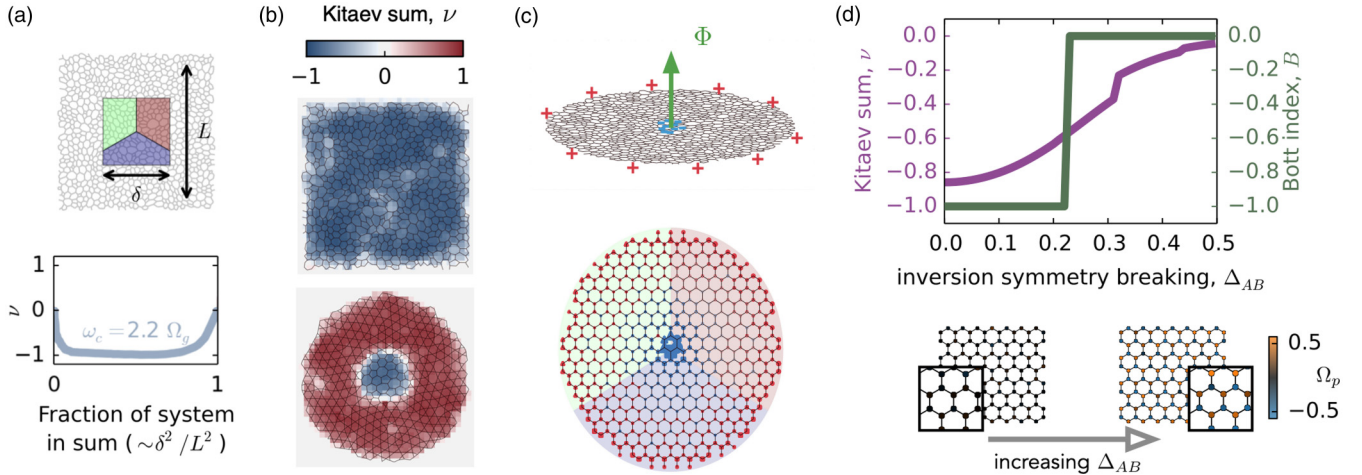 (a)
L
δ
1
0
−1
ν
ω_c = 2.2 Ω_g
0
1
Fraction of system
in sum ( ~δ² /L² )
(b)
Kitaev sum, ν
−1
0
1
(c)
Φ
+ + + + + + + + + +
(d)
Kitaev sum, ν
0.0
−0.2
−0.4
−0.6
−0.8
−1.0
0.0
−0.2
−0.4
−0.6
−0.8
−1.0
Bott index, B
0.0 0.1 0.2 0.3 0.4 0.5
inversion symmetry breaking, Δ_AB
0.5
Ω_p
−0.5
increasing Δ_AB